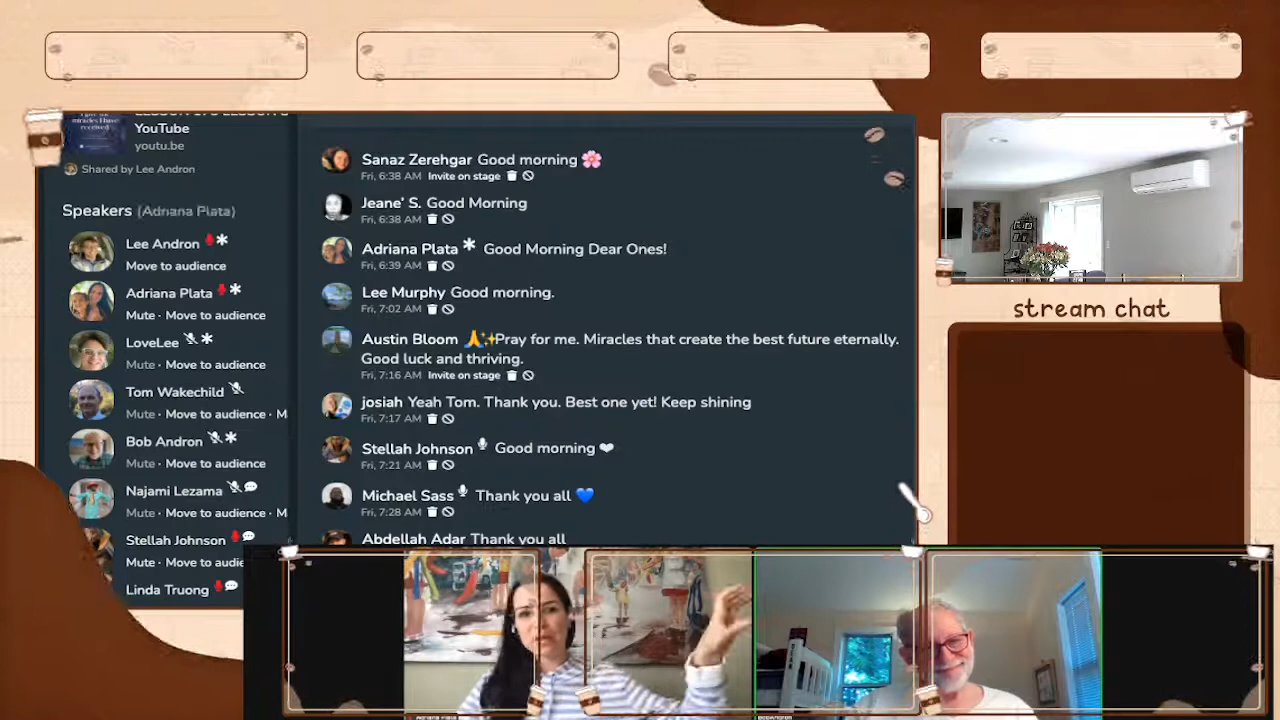 miracles I have
received
YouTube
youtu.be
Shared by Lee Andron
Speakers (Adriana Plata)
Lee Andron
Move to audience
Adriana Plata
Mute · Move to audience
LoveLee
Mute · Move to audience
Tom Wakechild
Mute · Move to audience · M
Bob Andron
Mute · Move to audience
Najami Lezama
Mute · Move to audience · M
Stellah Johnson
Mute · Move to audie
Linda Truong
Sanaz Zerehgar Good morning 🌸
Fri, 6:38 AM Invite on stage
Jeane' S. Good Morning
Fri, 6:38 AM
Adriana Plata Good Morning Dear Ones!
Fri, 6:39 AM
Lee Murphy Good morning.
Fri, 7:02 AM
Austin Bloom 🙏✨Pray for me. Miracles that create the best future eternally.
Good luck and thriving.
Fri, 7:16 AM Invite on stage
josiah Yeah Tom. Thank you. Best one yet! Keep shining
Fri, 7:17 AM
Stellah Johnson Good morning ❤
Fri, 7:21 AM
Michael Sass Thank you all 💙
Fri, 7:28 AM
Abdellah Adar Thank you all
stream chat
Adriana Plata